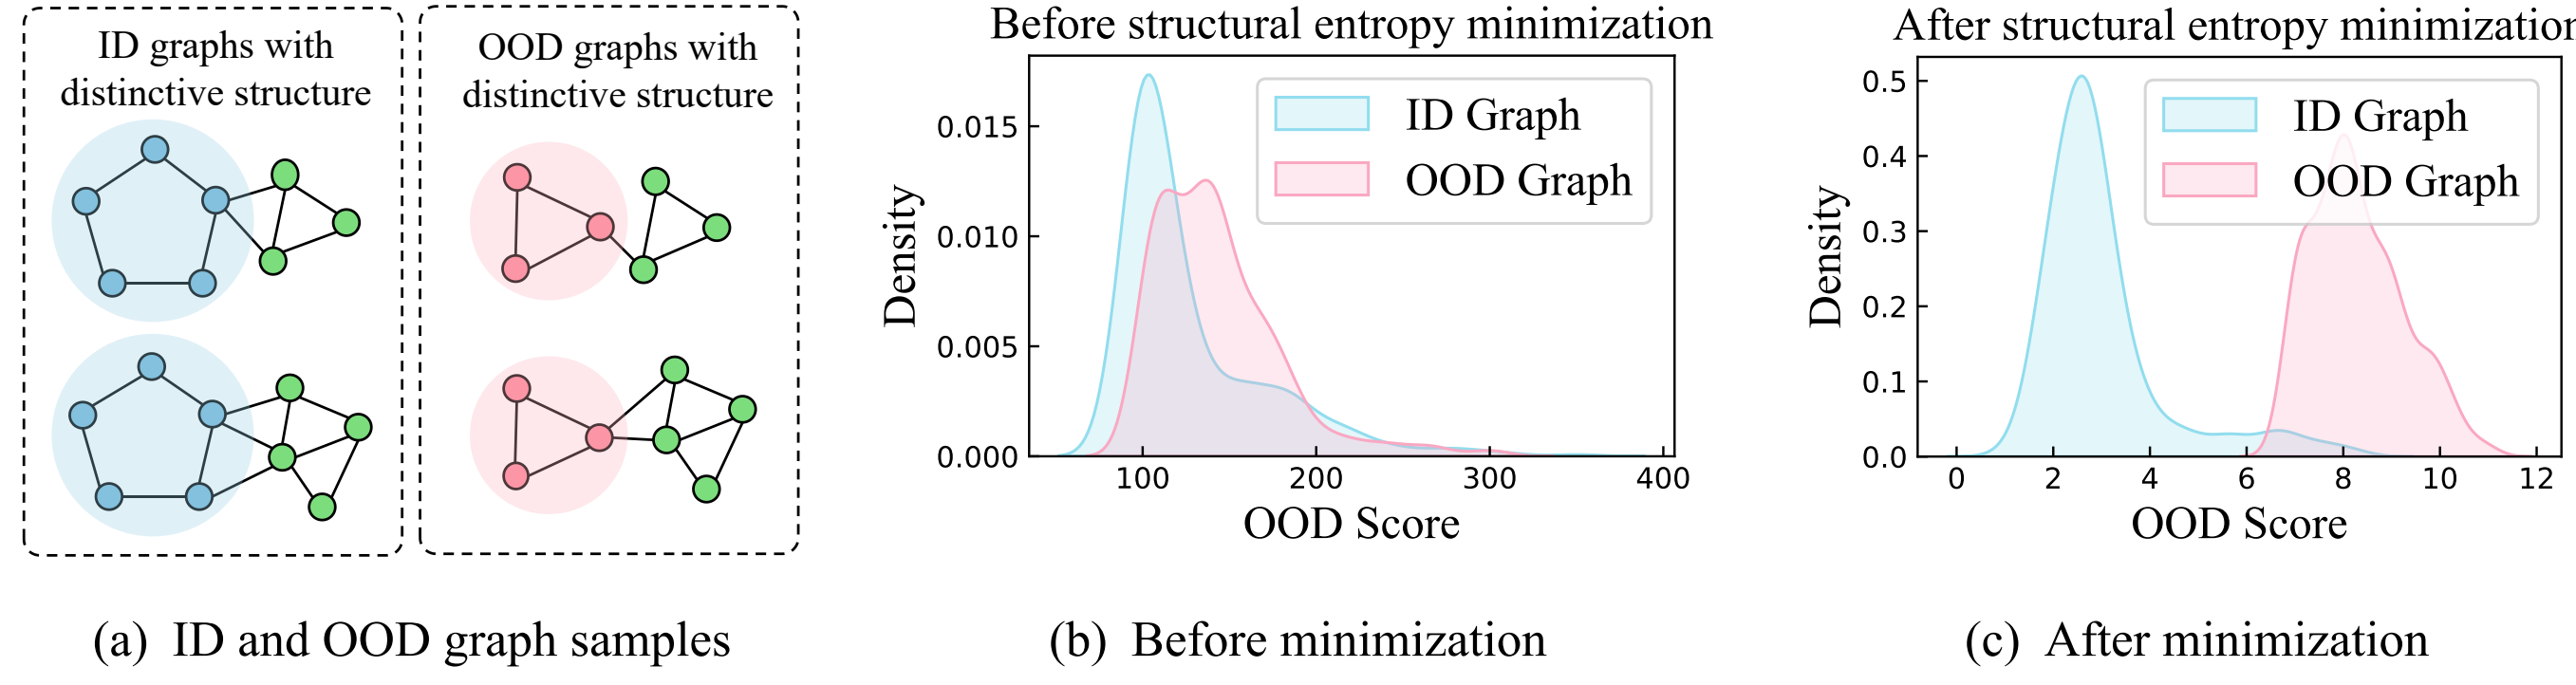 ID graphs with
distinctive structure
OOD graphs with
distinctive structure
(a) ID and OOD graph samples
Before structural entropy minimization
ID Graph
OOD Graph
Density
0.015
0.010
0.005
0.000
100 200 300 400
OOD Score
(b) Before minimization
After structural entropy minimization
ID Graph
OOD Graph
Density
0.5
0.4
0.3
0.2
0.1
0.0
0 2 4 6 8 10 12
OOD Score
(c) After minimization